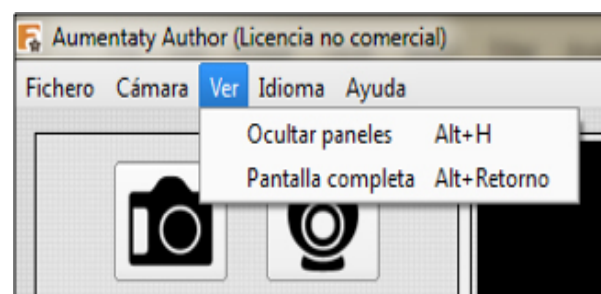 Aumentaty Author (Licencia no comercial)
Fichero Cámara Ver Idioma Ayuda
Ocultar paneles Alt+H
Pantalla completa Alt+Retorno